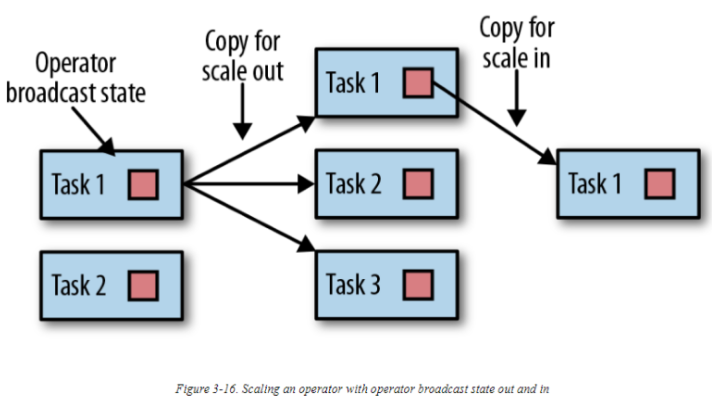 Operator
broadcast state
Copy for
scale out
Copy for
scale in
Task 1
Task 2
Task 1
Task 2
Task 3
Task 1
Figure 3-16. Scaling an operator with operator broadcast state out and in